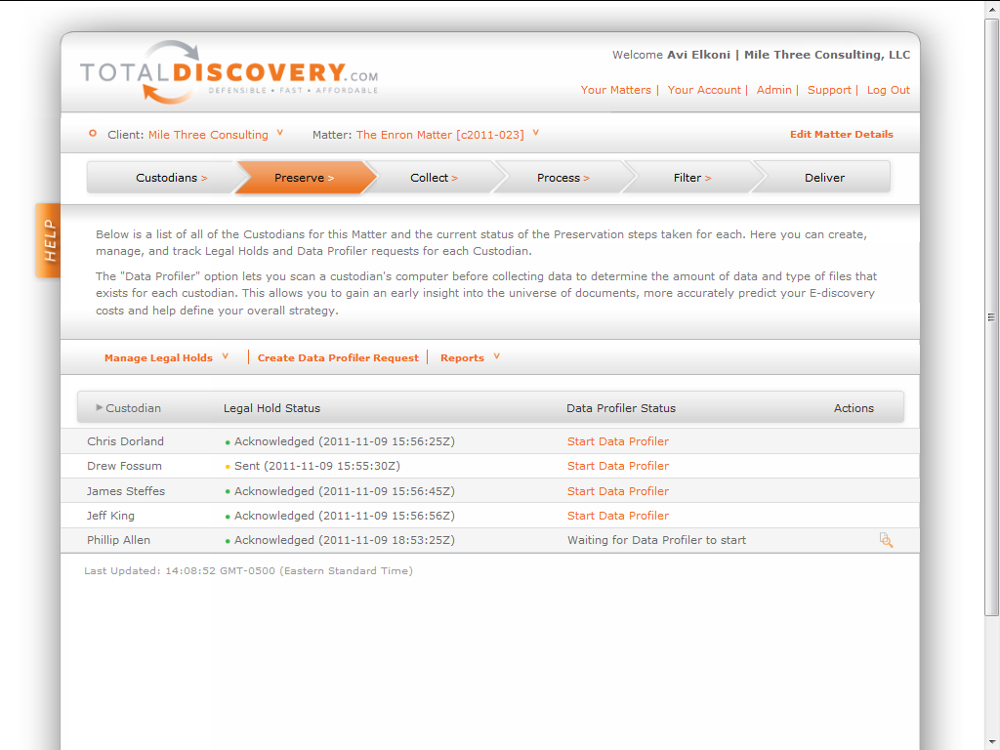 TOTALDISCOVERY.COM
DEFENSIBLE • FAST • AFFORDABLE
Welcome Avi Elkoni | Mile Three Consulting, LLC
Your Matters | Your Account | Admin | Support | Log Out
Client: Mile Three Consulting v Matter: The Enron Matter [c2011-023] v Edit Matter Details
Custodians > Preserve > Collect > Process > Filter > Deliver
HELP
Below is a list of all of the Custodians for this Matter and the current status of the Preservation steps taken for each. Here you can create,
manage, and track Legal Holds and Data Profiler requests for each Custodian.
The "Data Profiler" option lets you scan a custodian's computer before collecting data to determine the amount of data and type of files that
exists for each custodian. This allows you to gain an early insight into the universe of documents, more accurately predict your E-discovery
costs and help define your overall strategy.
Manage Legal Holds v | Create Data Profiler Request | Reports v
Custodian Legal Hold Status Data Profiler Status Actions
Chris Dorland Acknowledged (2011-11-09 15:56:25Z) Start Data Profiler
Drew Fossum Sent (2011-11-09 15:55:30Z) Start Data Profiler
James Steffes Acknowledged (2011-11-09 15:56:45Z) Start Data Profiler
Jeff King Acknowledged (2011-11-09 15:56:56Z) Start Data Profiler
Phillip Allen Acknowledged (2011-11-09 18:53:25Z) Waiting for Data Profiler to start
Last Updated: 14:08:52 GMT-0500 (Eastern Standard Time)